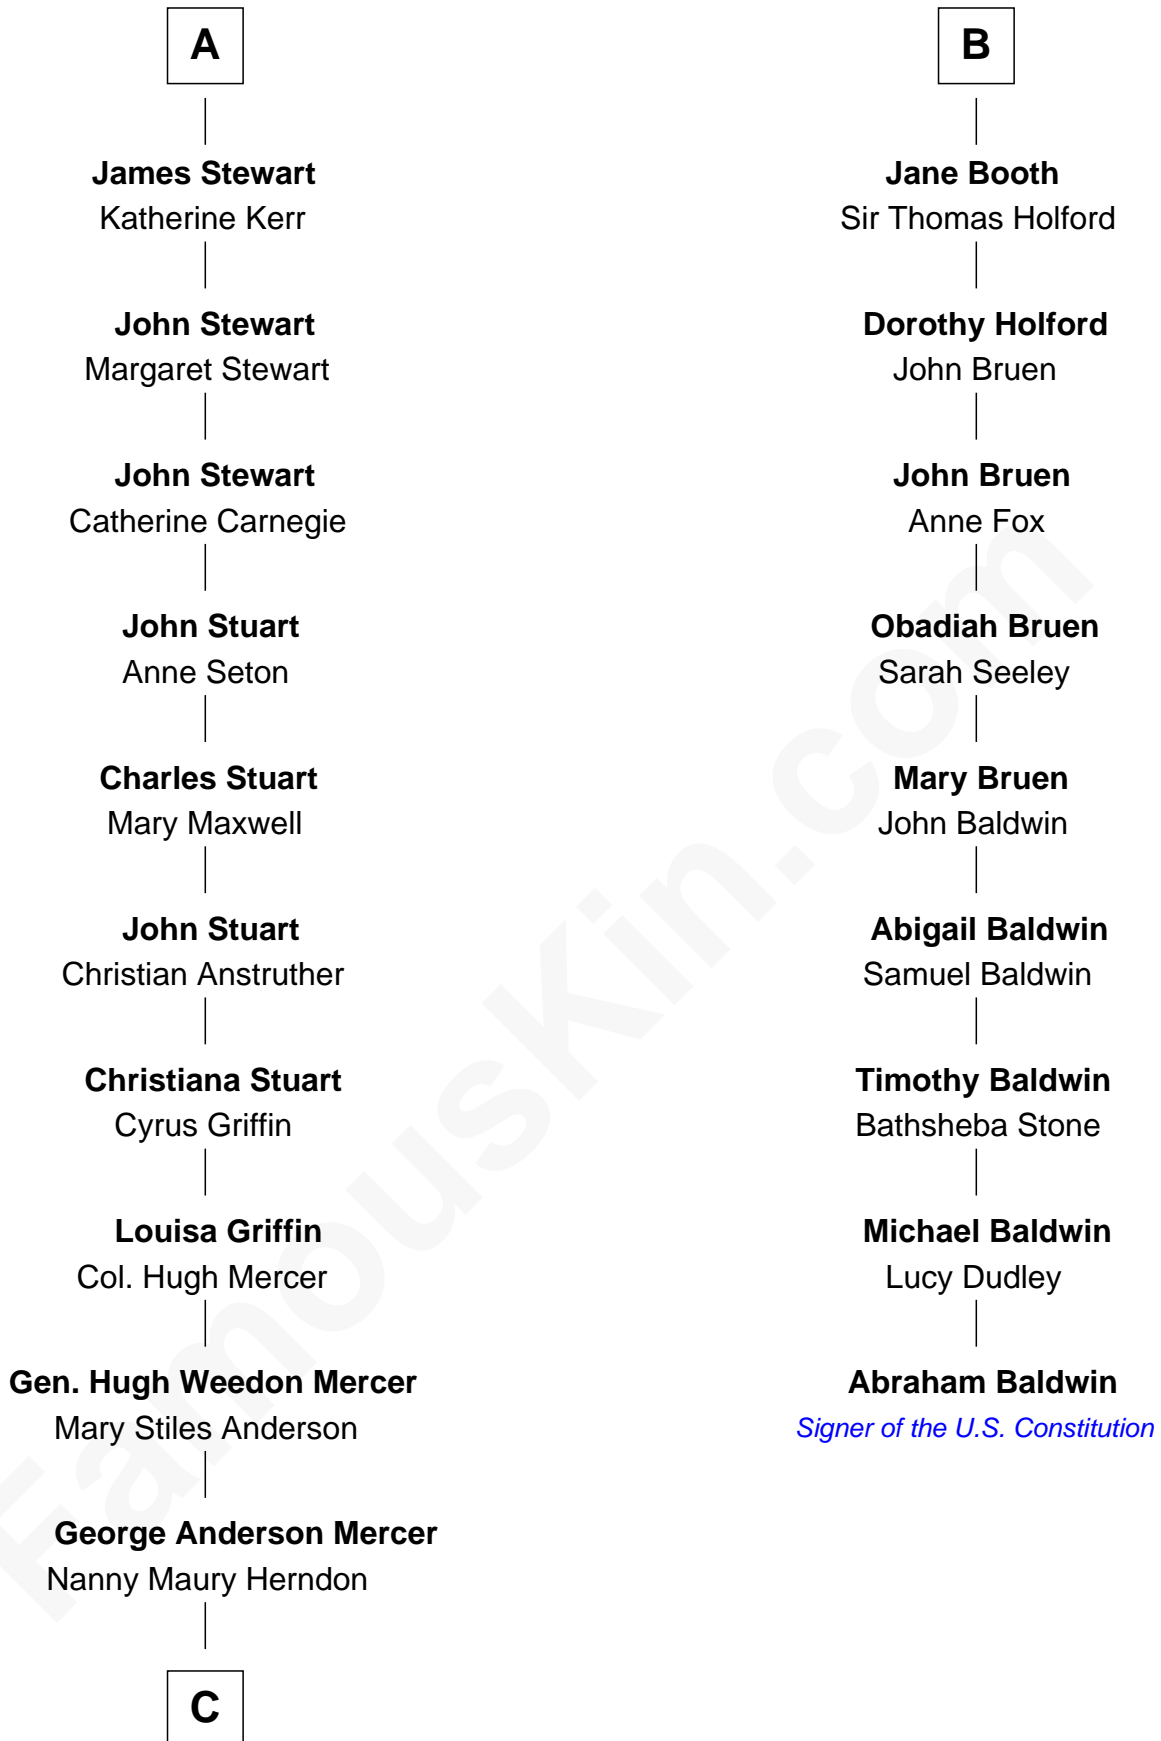 A
James Stewart
Katherine Kerr
John Stewart
Margaret Stewart
John Stewart
Catherine Carnegie
John Stuart
Anne Seton
Charles Stuart
Mary Maxwell
John Stuart
Christian Anstruther
Christiana Stuart
Cyrus Griffin
Louisa Griffin
Col. Hugh Mercer
Gen. Hugh Weedon Mercer
Mary Stiles Anderson
George Anderson Mercer
Nanny Maury Herndon
C
B
Jane Booth
Sir Thomas Holford
Dorothy Holford
John Bruen
John Bruen
Anne Fox
Obadiah Bruen
Sarah Seeley
Mary Bruen
John Baldwin
Abigail Baldwin
Samuel Baldwin
Timothy Baldwin
Bathsheba Stone
Michael Baldwin
Lucy Dudley
Abraham Baldwin
Signer of the U.S. Constitution
FamousKin.com